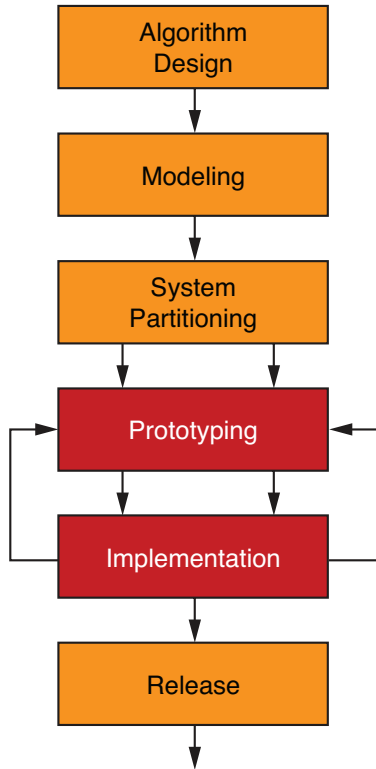 Algorithm
Design
Modeling
System
Partitioning
Prototyping
Implementation
Release